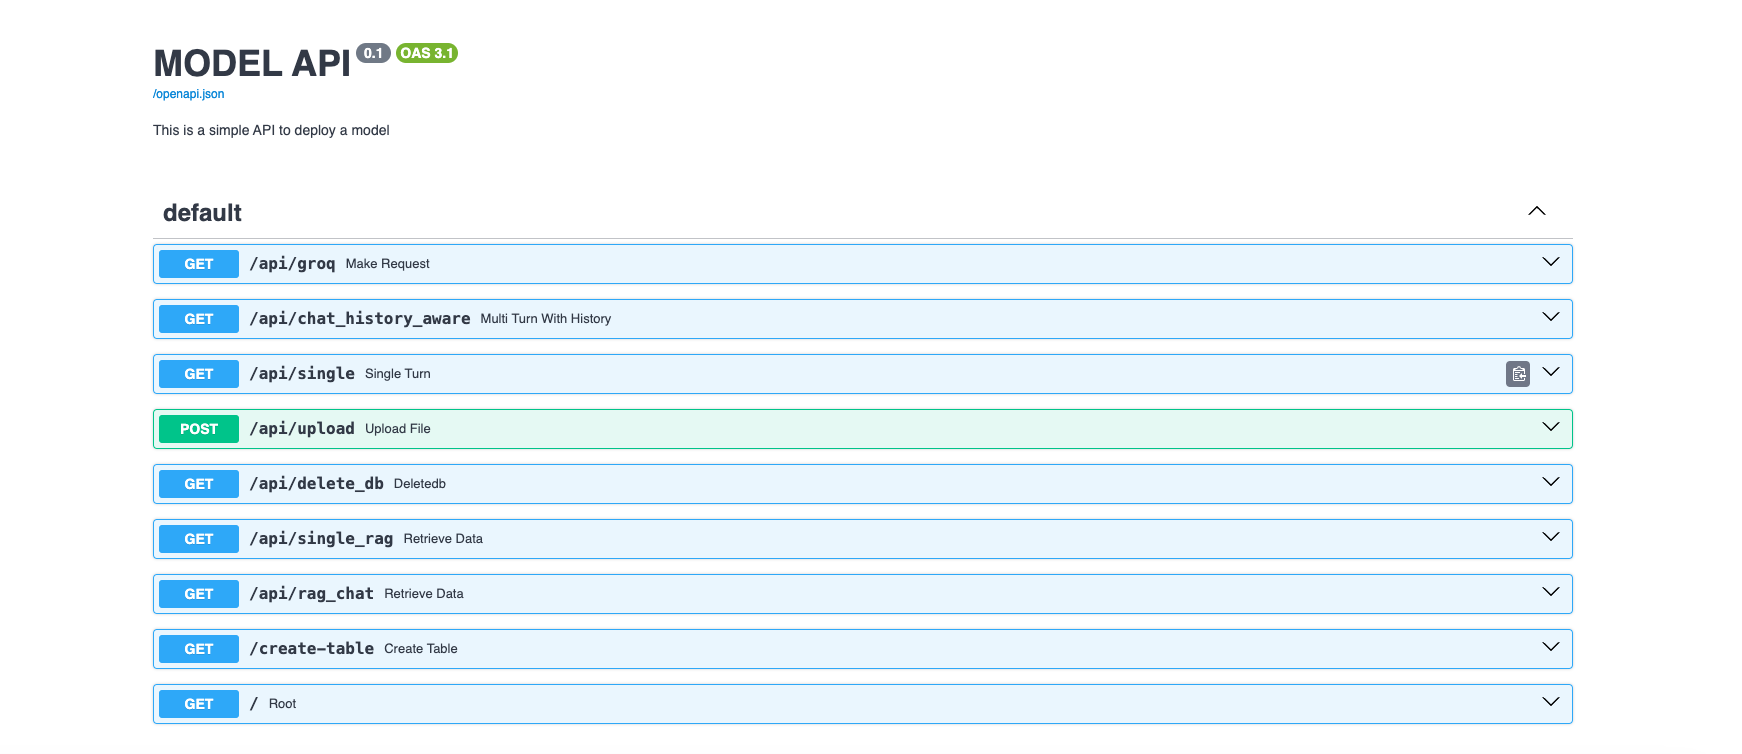 MODEL API 0.1 OAS 3.1
/openapi.json
This is a simple API to deploy a model
default
GET /api/groq Make Request
GET /api/chat_history_aware Multi Turn With History
GET /api/single Single Turn
POST /api/upload Upload File
GET /api/delete_db Deletedb
GET /api/single_rag Retrieve Data
GET /api/rag_chat Retrieve Data
GET /create-table Create Table
GET / Root